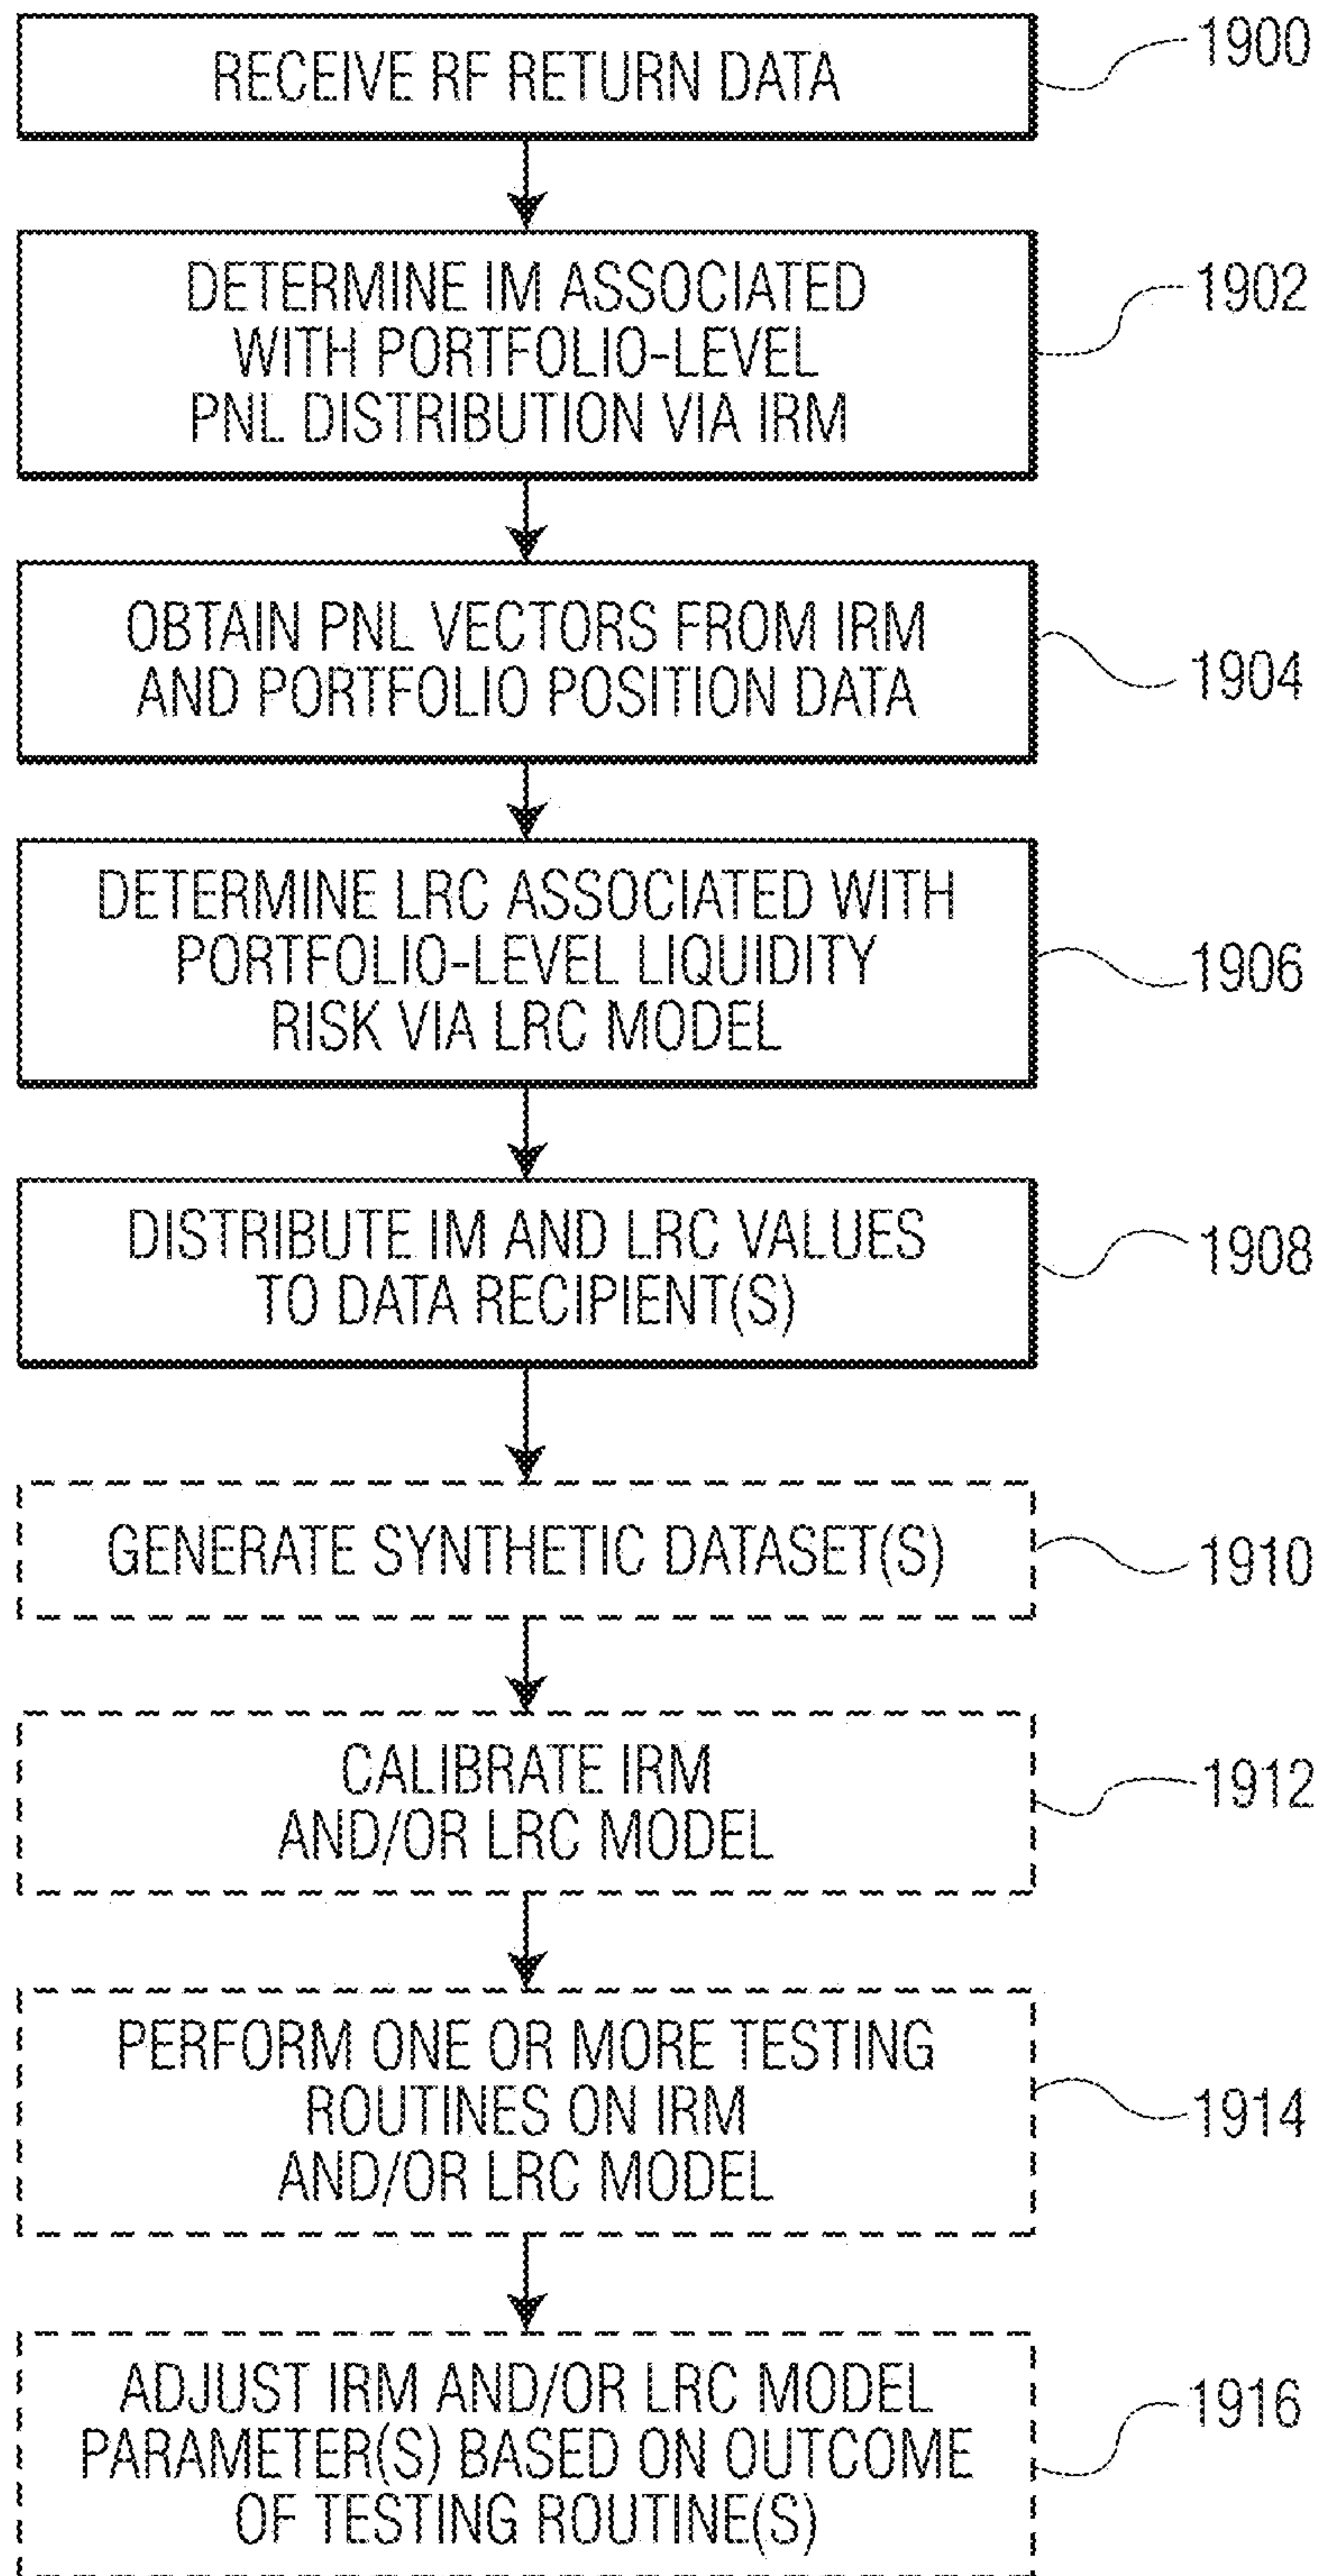 RECEIVE RF RETURN DATA
1900
DETERMINE IM ASSOCIATED
WITH PORTFOLIO-LEVEL
PNL DISTRIBUTION VIA IRM
1902
OBTAIN PNL VECTORS FROM IRM
AND PORTFOLIO POSITION DATA
1904
DETERMINE LRC ASSOCIATED WITH
PORTFOLIO-LEVEL LIQUIDITY
RISK VIA LRC MODEL
1906
DISTRIBUTE IM AND LRC VALUES
TO DATA RECIPIENT(S)
1908
GENERATE SYNTHETIC DATASET(S)
1910
CALIBRATE IRM
AND/OR LRC MODEL
1912
PERFORM ONE OR MORE TESTING
ROUTINES ON IRM
AND/OR LRC MODEL
1914
ADJUST IRM AND/OR LRC MODEL
PARAMETER(S) BASED ON OUTCOME
OF TESTING ROUTINE(S)
1916